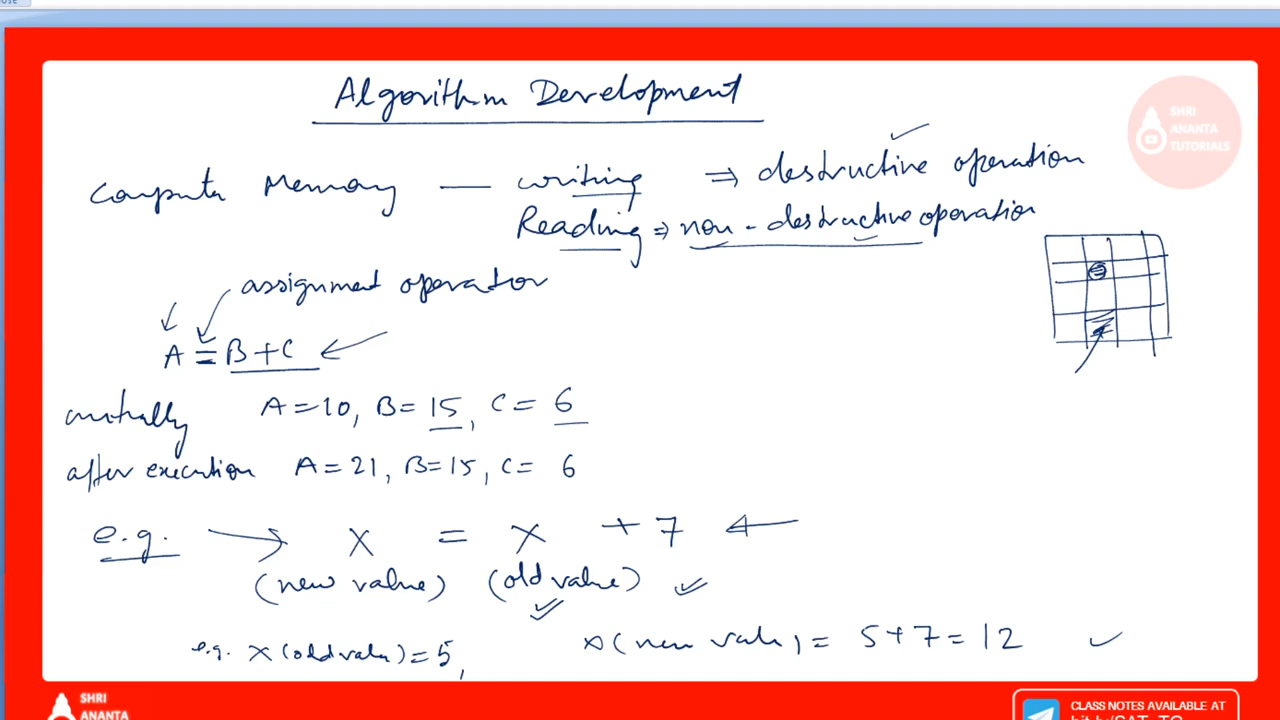 Algorithm Development
SHRI
ANANTA
TUTORIALS
Computer Memory — writing ⇒ destructive operation
Reading ⇒ non-destructive operation
assignment operator
A = B+C
initially A=10, B=15, C=6
after execution A=21, B=15, C=6
e.g. → x = x + 7 ←
(new value) (old value)
e.g. x(old value)=5, x(new value)= 5+7=12
SHRI
ANANTA
CLASS NOTES AVAILABLE AT